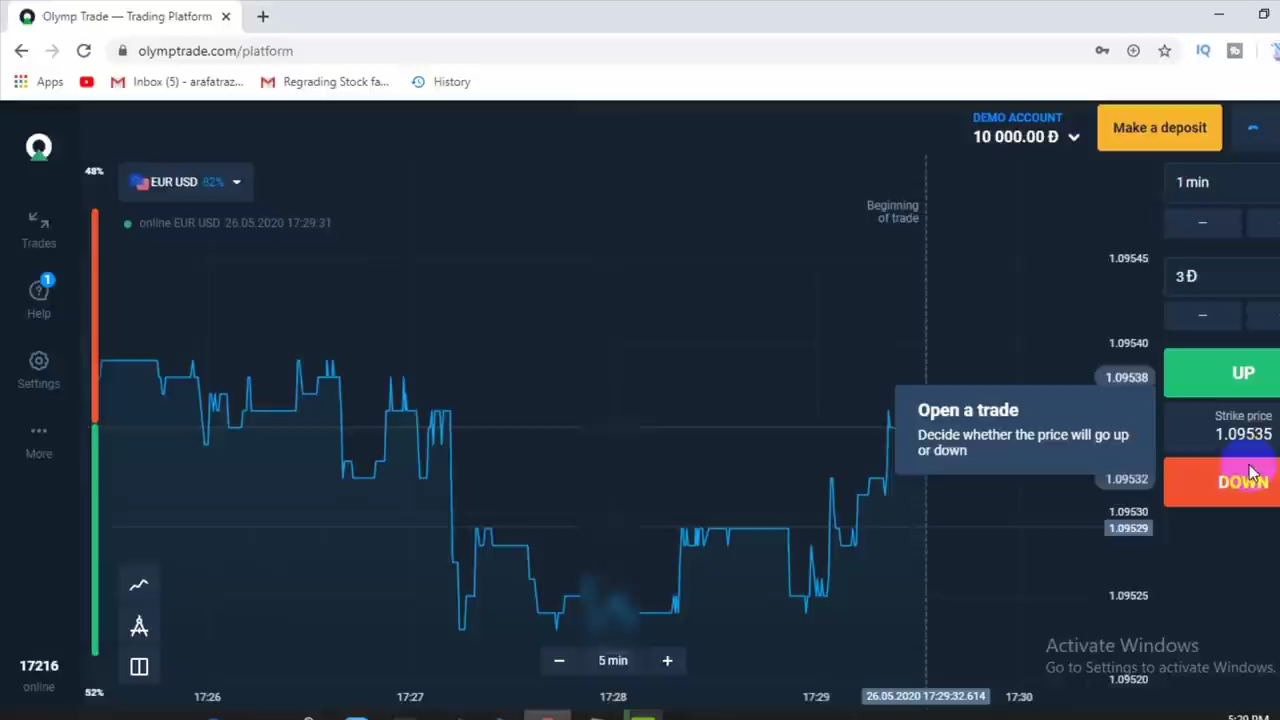 Olymp Trade — Trading Platform
olymptrade.com/platform
IQ
Apps
Inbox (5) - arafatraz...
Regrading Stock fa...
History
DEMO ACCOUNT
10 000.00 Đ
Make a deposit
48%
EUR USD 82%
1 min
online EUR USD 26.05.2020 17:29:31
Beginning
of trade
Trades
1
Help
Settings
More
1.09545
3 Đ
1.09540
1.09538
UP
Open a trade
Decide whether the price will go up
or down
Strike price
1.09535
1.09532
DOWN
1.09530
1.09529
1.09525
5 min
Activate Windows
Go to Settings to activate Windows.
1.09520
17216
online
52%
17:26
17:27
17:28
17:29
26.05.2020 17:29:32.614
17:30